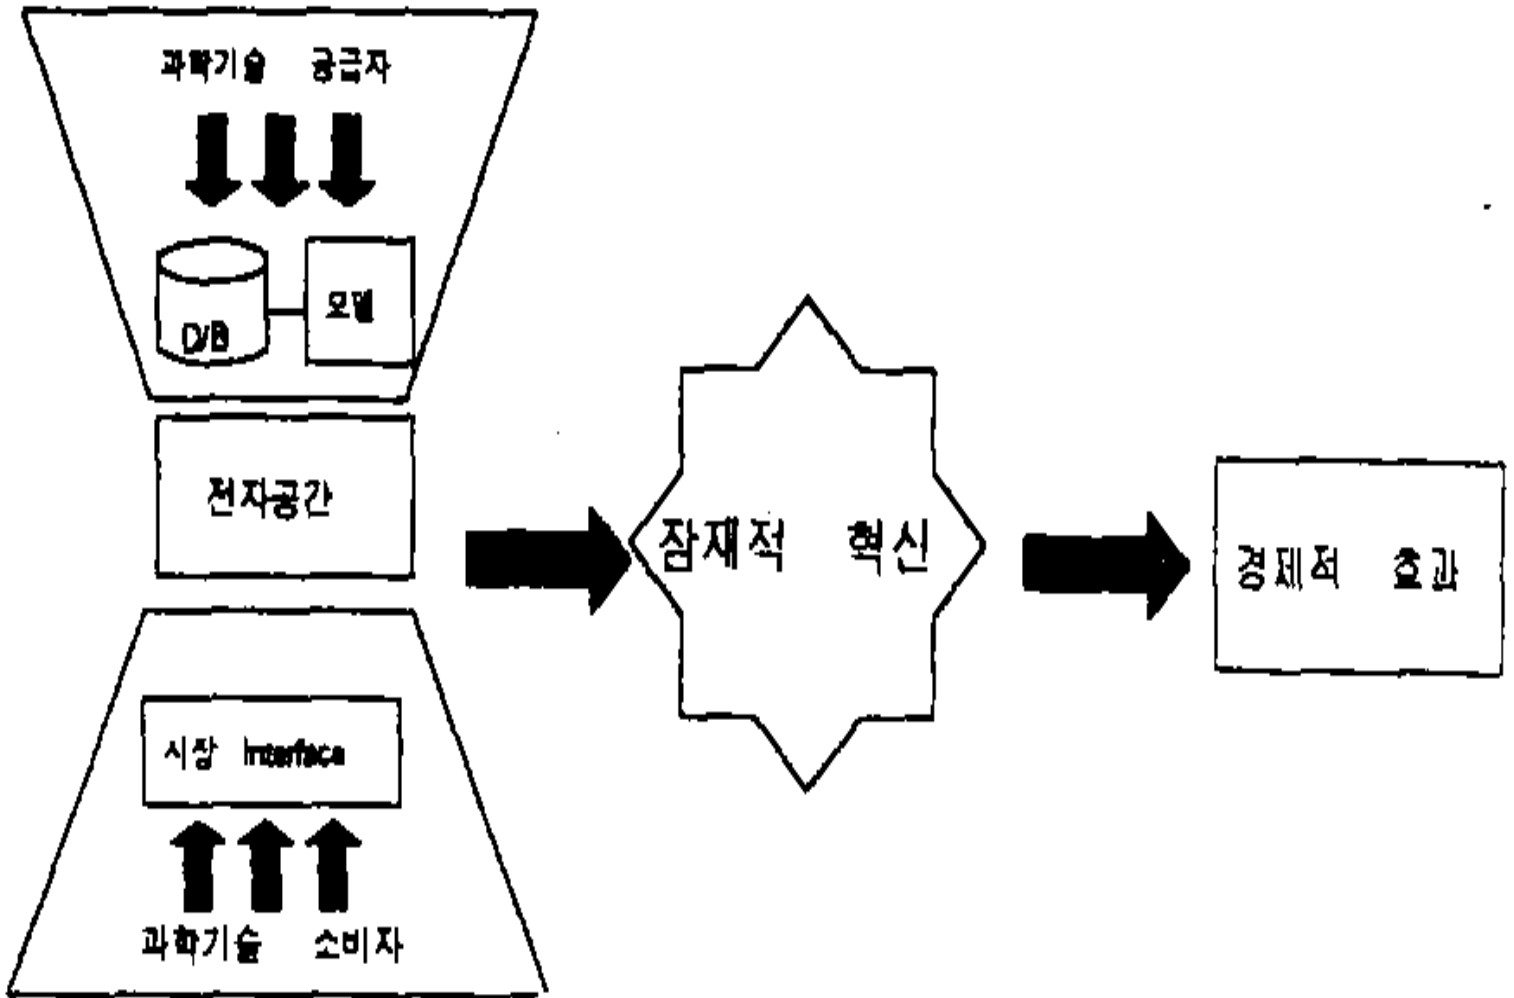 과학기술 공급자
D/B
모델
전자공간
잠재적 혁신
경제적 효과
시장 Interface
과학기술 소비자